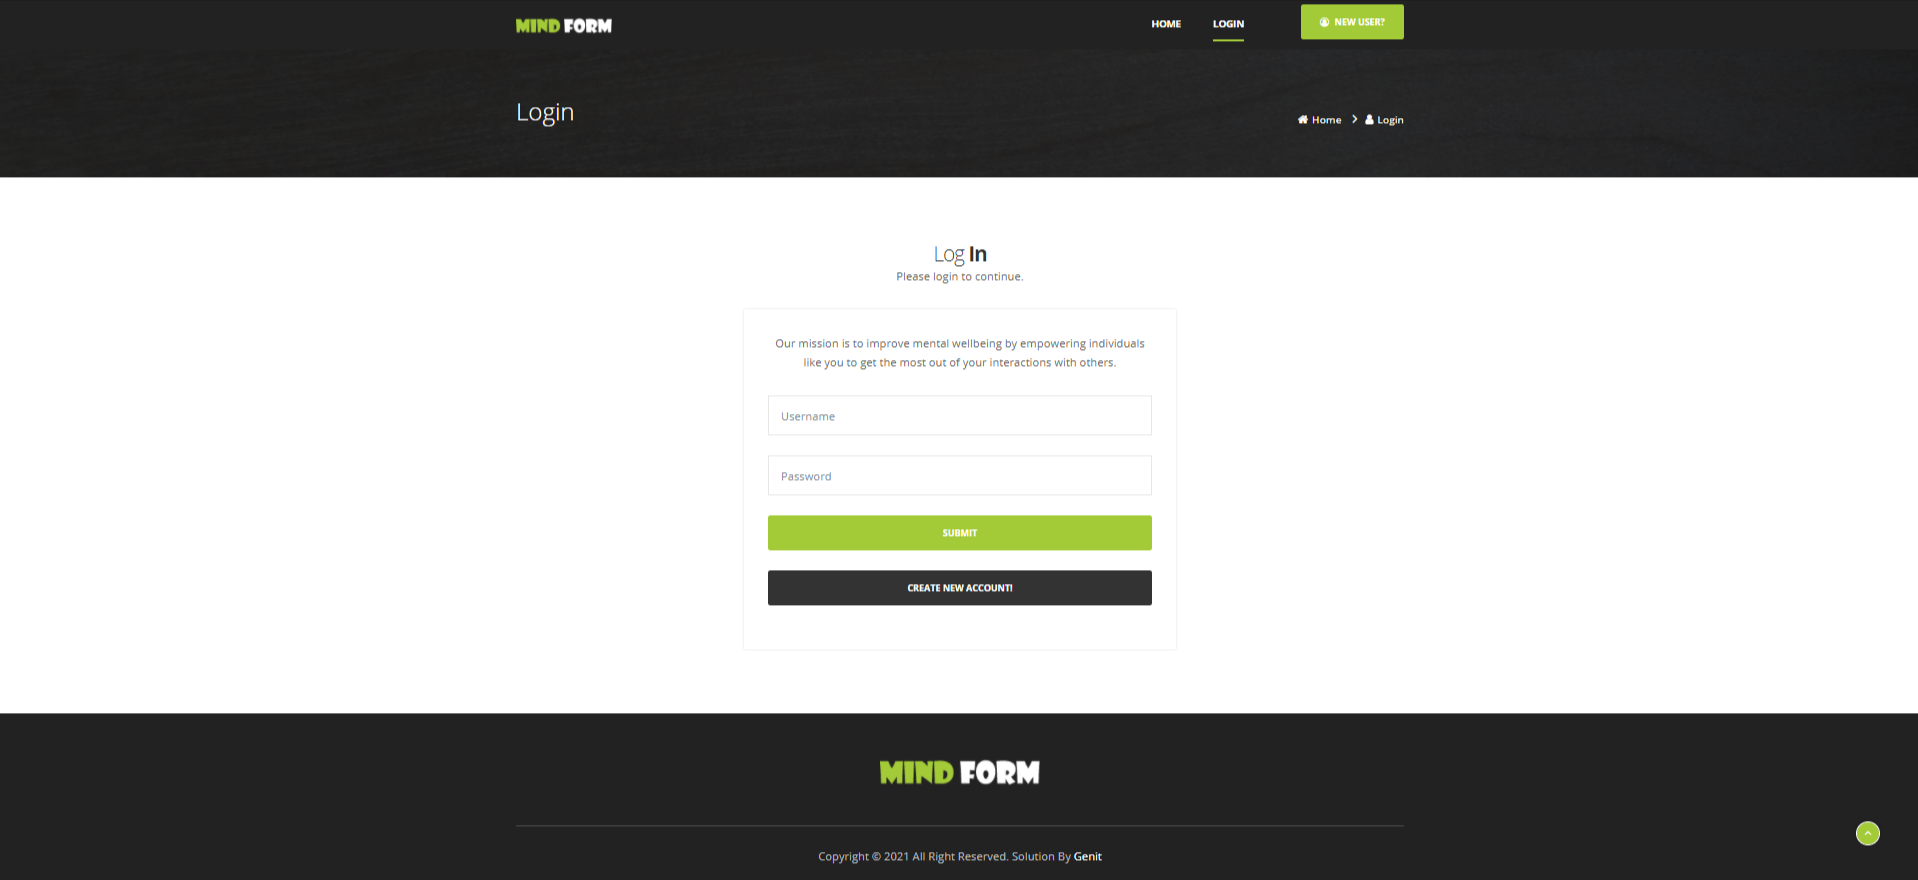 MIND FORM
HOME
LOGIN
NEW USER?
Login
Home
Login
Log In
Please login to continue.
Our mission is to improve mental wellbeing by empowering individuals
like you to get the most out of your interactions with others.
Username
Password
SUBMIT
CREATE NEW ACCOUNT!
MIND FORM
Copyright © 2021 All Right Reserved. Solution By Genit